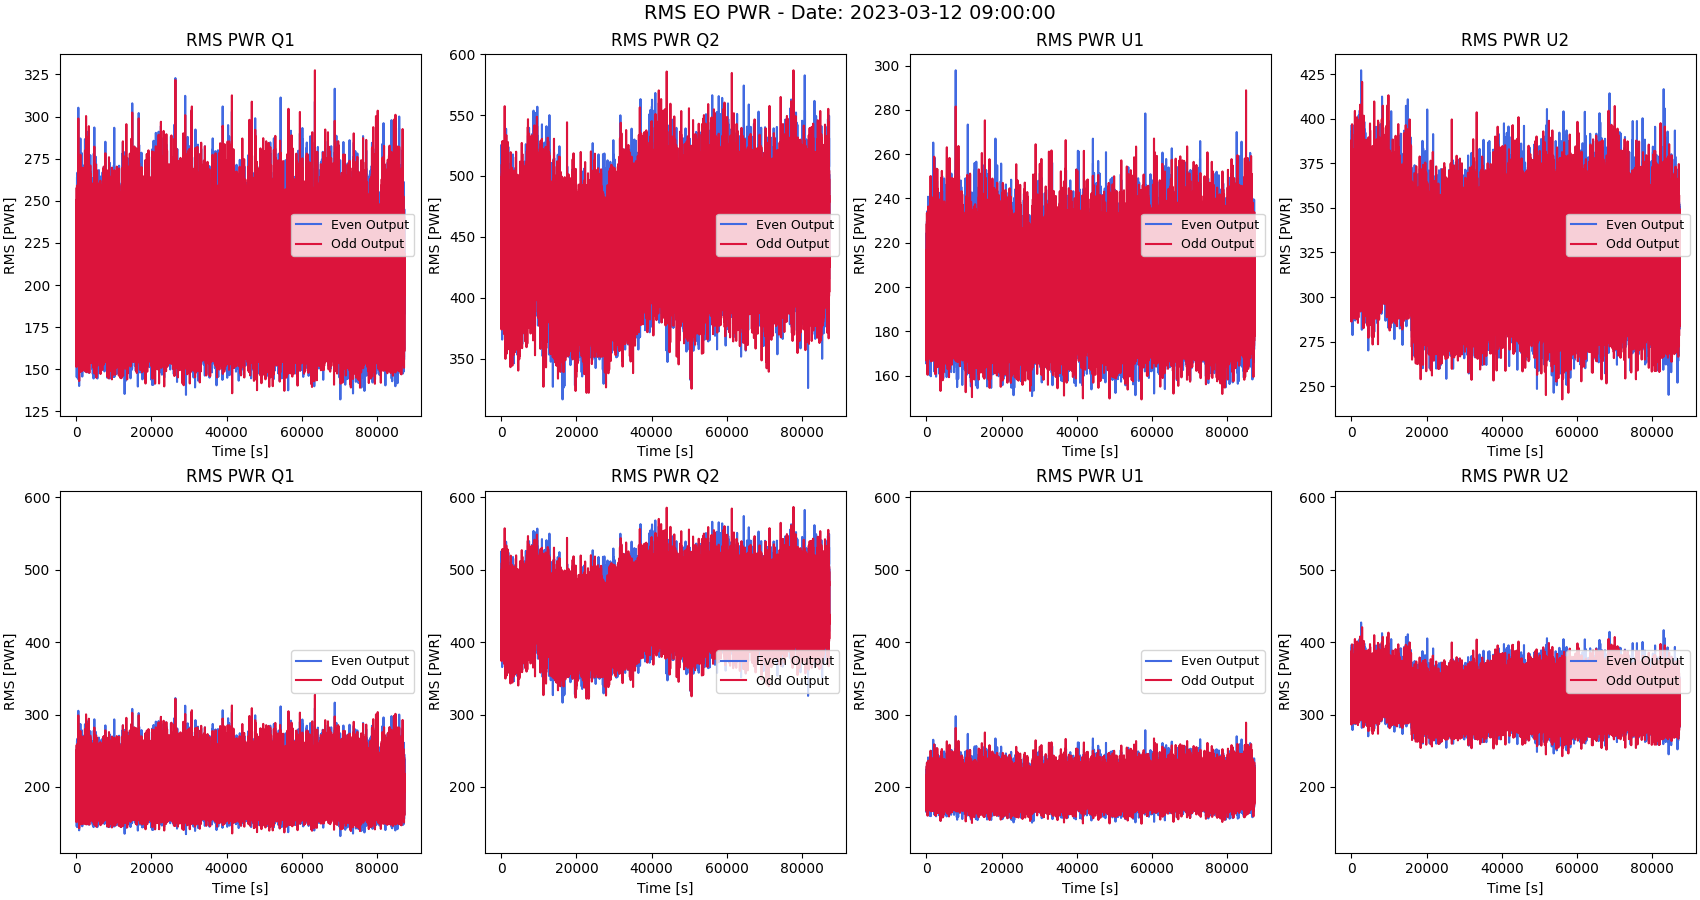 RMS EO PWR - Date: 2023-03-12 09:00:00
RMS PWR Q1
RMS [PWR]
325
300
275
250
225
200
175
150
125
0 20000 40000 60000 80000
Time [s]
Even Output
Odd Output
RMS PWR Q2
RMS [PWR]
600
550
500
450
400
350
0 20000 40000 60000 80000
Time [s]
Even Output
Odd Output
RMS PWR U1
RMS [PWR]
300
280
260
240
220
200
180
160
0 20000 40000 60000 80000
Time [s]
Even Output
Odd Output
RMS PWR U2
RMS [PWR]
425
400
375
350
325
300
275
250
0 20000 40000 60000 80000
Time [s]
Even Output
Odd Output
RMS PWR Q1
RMS [PWR]
600
500
400
300
200
0 20000 40000 60000 80000
Time [s]
Even Output
Odd Output
RMS PWR Q2
RMS [PWR]
600
500
400
300
200
0 20000 40000 60000 80000
Time [s]
Even Output
Odd Output
RMS PWR U1
RMS [PWR]
600
500
400
300
200
0 20000 40000 60000 80000
Time [s]
Even Output
Odd Output
RMS PWR U2
RMS [PWR]
600
500
400
300
200
0 20000 40000 60000 80000
Time [s]
Even Output
Odd Output